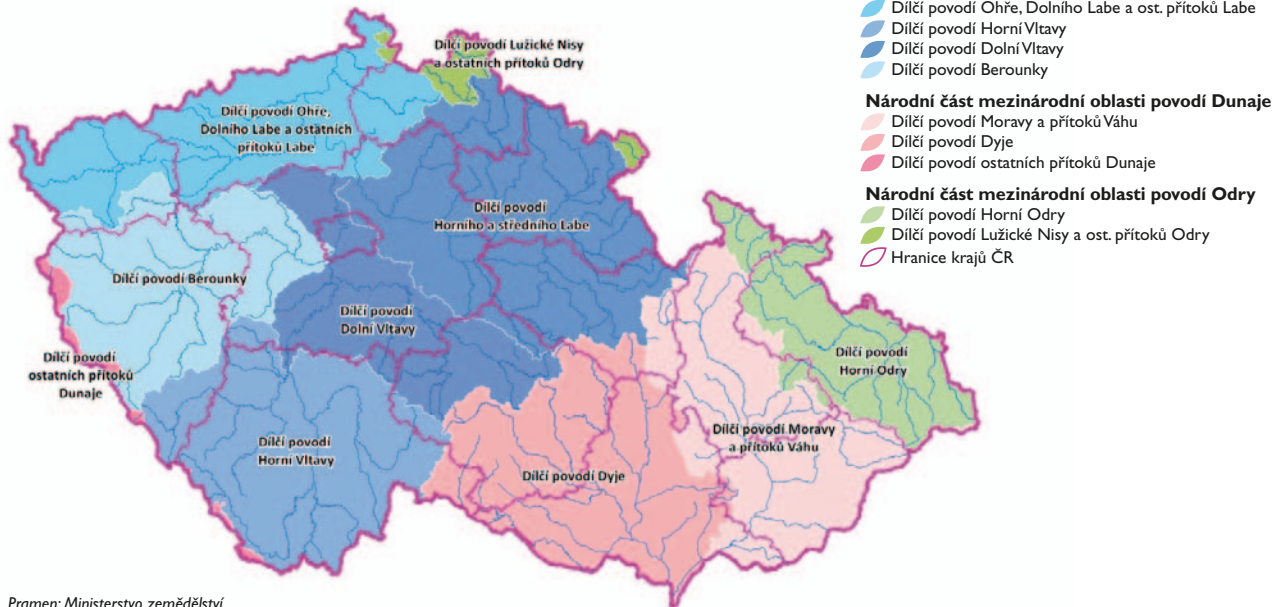 Dílčí povodí Ohře, Dolního Labe a ost. přítoků Labe
Dílčí povodí Horní Vltavy
Dílčí povodí Dolní Vltavy
Dílčí povodí Berounky
Národní část mezinárodní oblasti povodí Dunaje
Dílčí povodí Moravy a přítoků Váhu
Dílčí povodí Dyje
Dílčí povodí ostatních přítoků Dunaje
Národní část mezinárodní oblasti povodí Odry
Dílčí povodí Horní Odry
Dílčí povodí Lužické Nisy a ost. přítoků Odry
Hranice krajů ČR
Dílčí povodí Lužické Nisy
a ostatních přítoků Odry
Dílčí povodí Ohře,
Dolního Labe a ostatních
přítoků Labe
Dílčí povodí
Horního a středního Labe
Dílčí povodí Berounky
Dílčí povodí
Dolní Vltavy
Dílčí povodí
ostatních přítoků
Dunaje
Dílčí povodí
Horní Odry
Dílčí povodí
Horní Vltavy
Dílčí povodí Moravy
a přítoků Váhu
Dílčí povodí Dyje
Pramen: Ministerstvo zemědělství